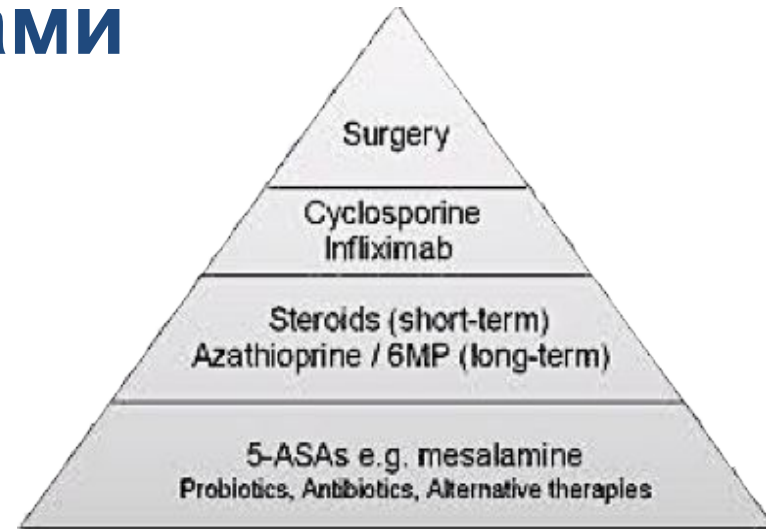 ами
Surgery
Cyclosporine
Infliximab
Steroids (short-term)
Azathioprine / 6MP (long-term)
5-ASAs e.g. mesalamine
Probiotics, Antibiotics, Alternative therapies